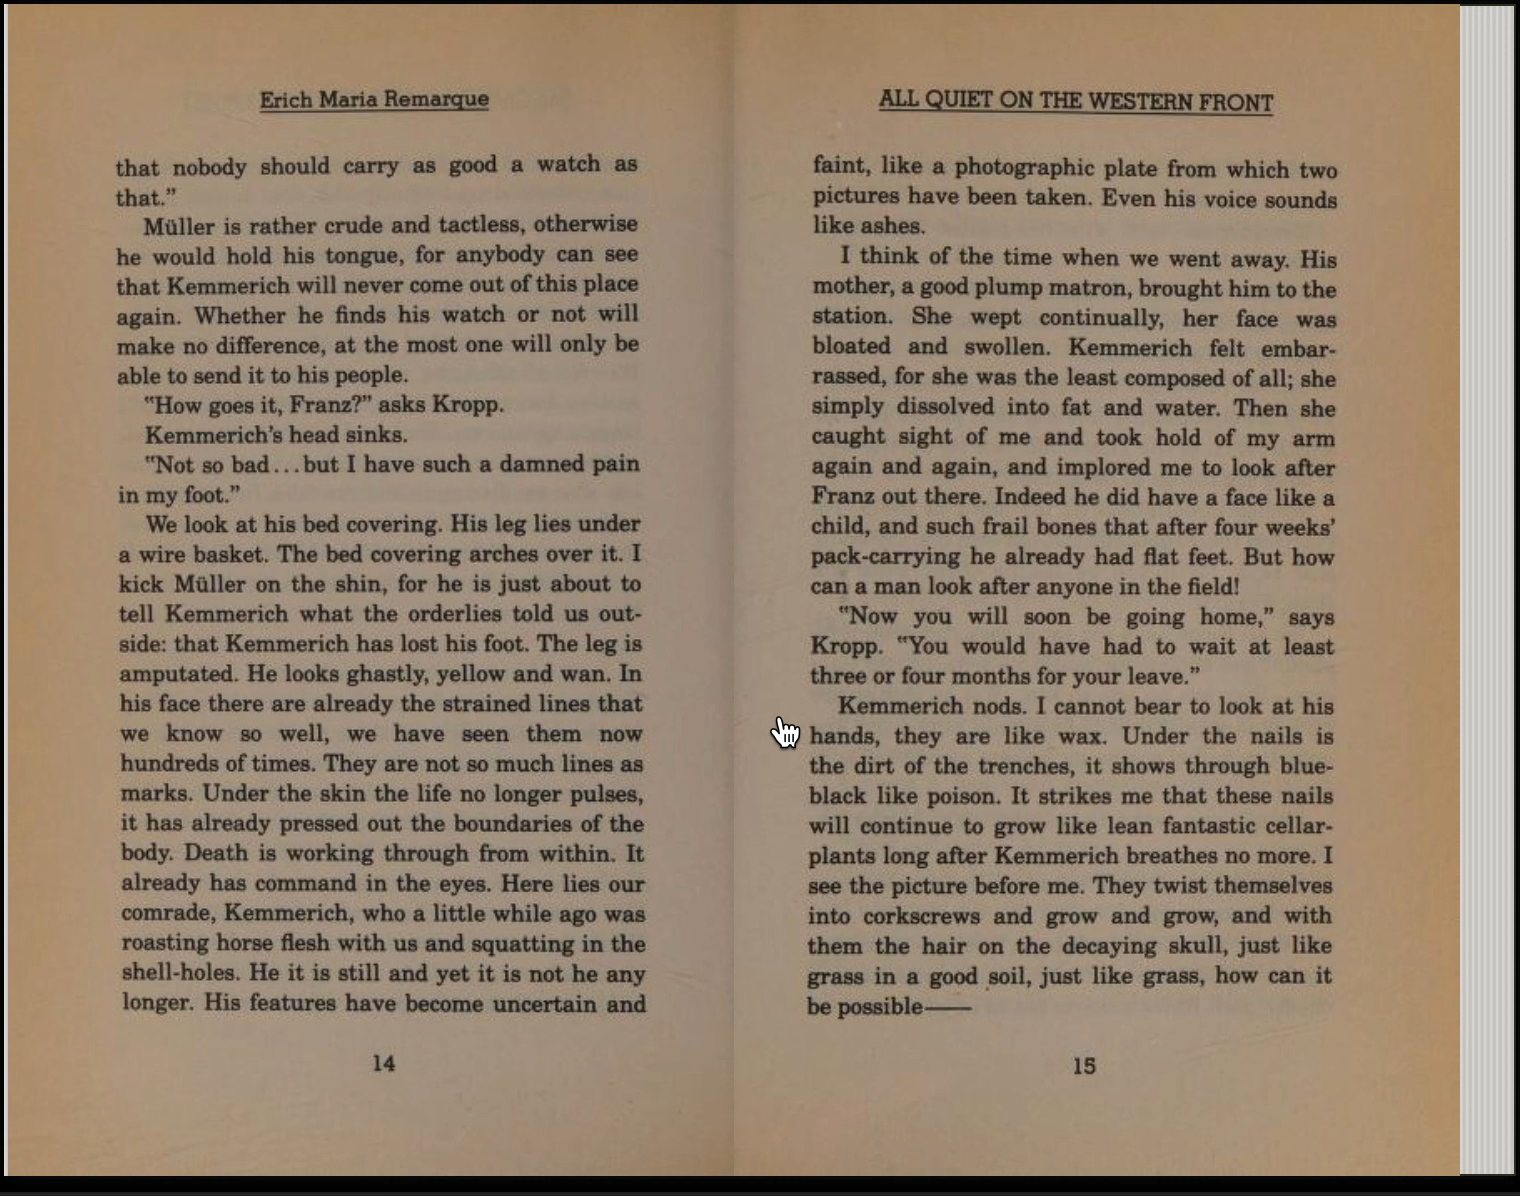 Erich Maria Remarque
that nobody should carry as good a watch as
that.”
Müller is rather crude and tactless, otherwise
he would hold his tongue, for anybody can see
that Kemmerich will never come out of this place
again. Whether he finds his watch or not will
make no difference, at the most one will only be
able to send it to his people.
“How goes it, Franz?” asks Kropp.
Kemmerich’s head sinks.
“Not so bad...but I have such a damned pain
in my foot.”
We look at his bed covering. His leg lies under
a wire basket. The bed covering arches over it. I
kick Müller on the shin, for he is just about to
tell Kemmerich what the orderlies told us out-
side: that Kemmerich has lost his foot. The leg is
amputated. He looks ghastly, yellow and wan. In
his face there are already the strained lines that
we know so well, we have seen them now
hundreds of times. They are not so much lines as
marks. Under the skin the life no longer pulses,
it has already pressed out the boundaries of the
body. Death is working through from within. It
already has command in the eyes. Here lies our
comrade, Kemmerich, who a little while ago was
roasting horse flesh with us and squatting in the
shell-holes. He it is still and yet it is not he any
longer. His features have become uncertain and
14
ALL QUIET ON THE WESTERN FRONT
faint, like a photographic plate from which two
pictures have been taken. Even his voice sounds
like ashes.
I think of the time when we went away. His
mother, a good plump matron, brought him to the
station. She wept continually, her face was
bloated and swollen. Kemmerich felt embar-
rassed, for she was the least composed of all; she
simply dissolved into fat and water. Then she
caught sight of me and took hold of my arm
again and again, and implored me to look after
Franz out there. Indeed he did have a face like a
child, and such frail bones that after four weeks’
pack-carrying he already had flat feet. But how
can a man look after anyone in the field!
“Now you will soon be going home,” says
Kropp. “You would have had to wait at least
three or four months for your leave.”
Kemmerich nods. I cannot bear to look at his
hands, they are like wax. Under the nails is
the dirt of the trenches, it shows through blue-
black like poison. It strikes me that these nails
will continue to grow like lean fantastic cellar-
plants long after Kemmerich breathes no more. I
see the picture before me. They twist themselves
into corkscrews and grow and grow, and with
them the hair on the decaying skull, just like
grass in a good soil, just like grass, how can it
be possible——
15